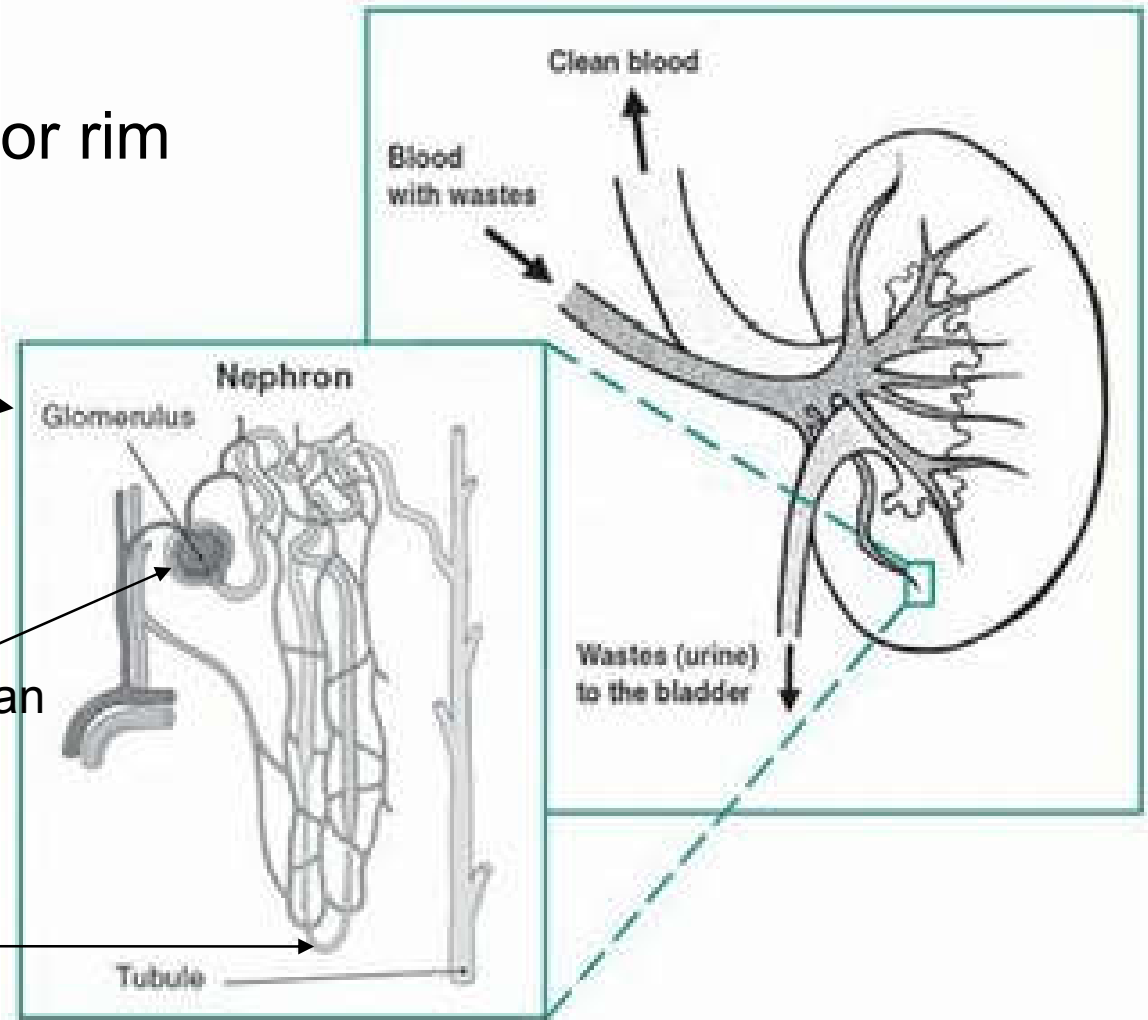 or rim
Clean blood
Blood
with wastes
Nephron
Glomerulus
an
Wastes (urine)
to the bladder
Tubule